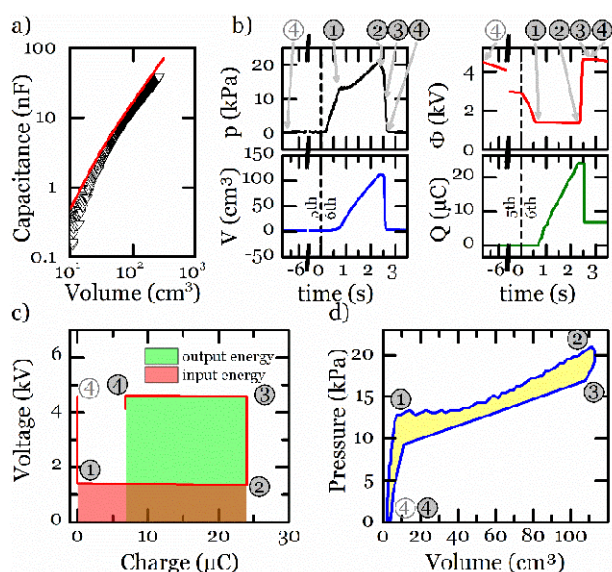 a)
Capacitance (nF)
100
10
1
0.1
10¹
10²
10³
Volume (cm³)
b)
4 1 2 3 4
p (kPa)
20
10
0
V (cm³)
150
100
50
0
-50
5th
6th
-6 0 1 2 3
time (s)
4 1 2 3 4
Φ (kV)
4
2
0
Q (μC)
20
10
0
5th
6th
-6 0 1 2 3
time (s)
c)
Voltage (kV)
6
4
2
0
output energy
input energy
4 4 3
1 2
0 10 20 30
Charge (μC)
d)
Pressure (kPa)
20
15
10
5
0
2
1
3
4 4
0 20 40 60 80 100
Volume (cm³)